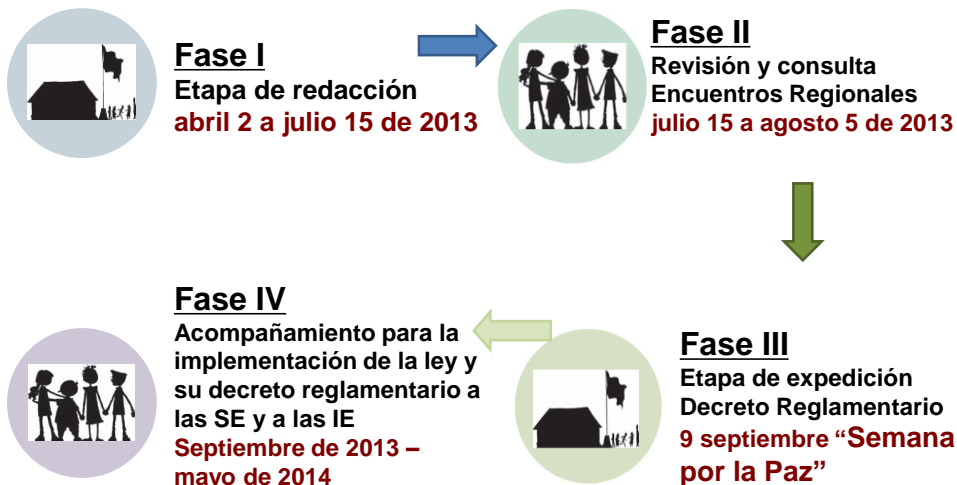 Fase I
Etapa de redacción
abril 2 a julio 15 de 2013
Fase II
Revisión y consulta
Encuentros Regionales
julio 15 a agosto 5 de 2013
Fase III
Etapa de expedición
Decreto Reglamentario
9 septiembre “Semana
por la Paz”
Fase IV
Acompañamiento para la
implementación de la ley y
su decreto reglamentario a
las SE y a las IE
Septiembre de 2013 –
mayo de 2014